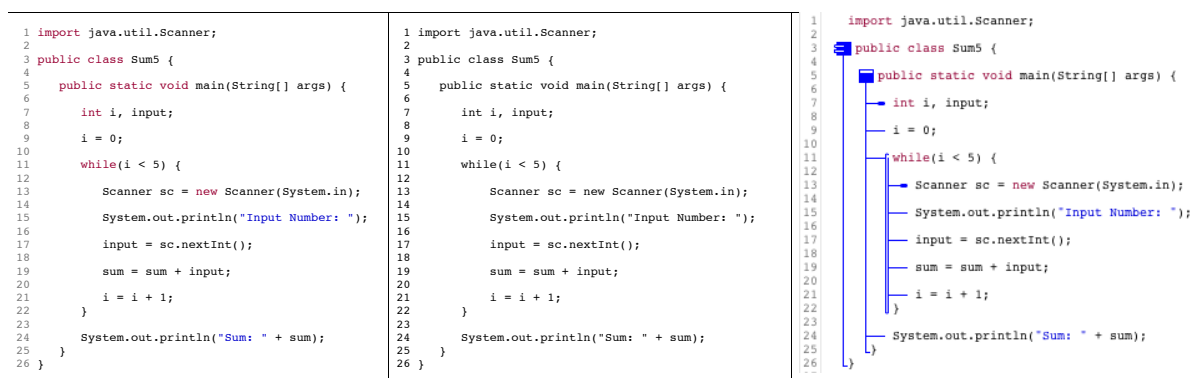 1 import java.util.Scanner;
2
3 public class Sum5 {
4
5 public static void main(String[] args) {
6
7 int i, input;
8
9 i = 0;
10
11 while(i < 5) {
12
13 Scanner sc = new Scanner(System.in);
14
15 System.out.println("Input Number: ");
16
17 input = sc.nextInt();
18
19 sum = sum + input;
20
21 i = i + 1;
22 }
23
24 System.out.println("Sum: " + sum);
25 }
26 }
1 import java.util.Scanner;
2
3 public class Sum5 {
4
5 public static void main(String[] args) {
6
7 int i, input;
8
9 i = 0;
10
11 while(i < 5) {
12
13 Scanner sc = new Scanner(System.in);
14
15 System.out.println("Input Number: ");
16
17 input = sc.nextInt();
18
19 sum = sum + input;
20
21 i = i + 1;
22 }
23
24 System.out.println("Sum: " + sum);
25 }
26 }
1 import java.util.Scanner;
2
3 public class Sum5 {
4
5 public static void main(String[] args) {
6
7 int i, input;
8
9 i = 0;
10
11 while(i < 5) {
12
13 Scanner sc = new Scanner(System.in);
14
15 System.out.println("Input Number: ");
16
17 input = sc.nextInt();
18
19 sum = sum + input;
20
21 i = i + 1;
22 }
23
24 System.out.println("Sum: " + sum);
25 }
26 }